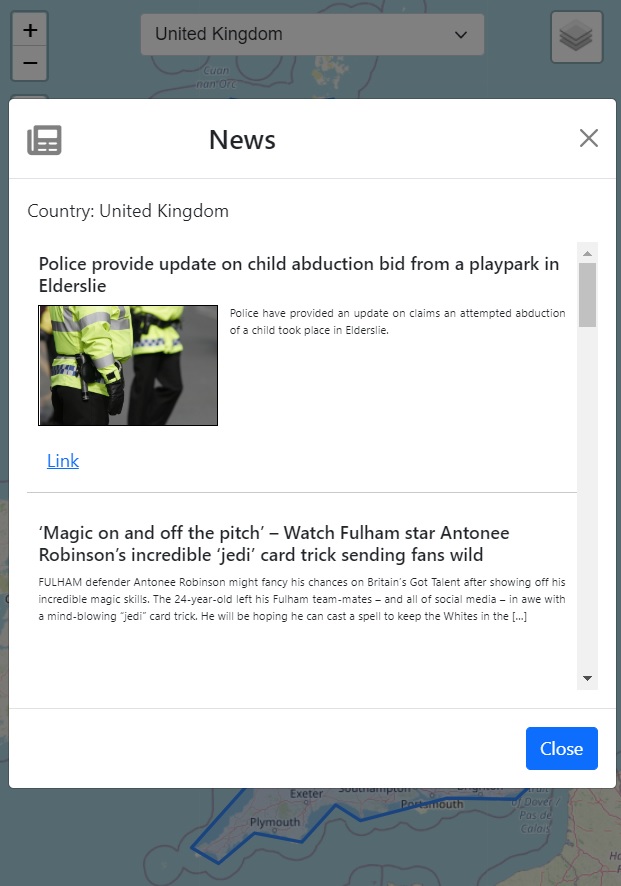 +
United Kingdom
−
Cuan
nan Orc
News
Country: United Kingdom
Police provide update on child abduction bid from a playpark in
Elderslie
Police have provided an update on claims an attempted abduction
of a child took place in Elderslie.
Link
‘Magic on and off the pitch’ – Watch Fulham star Antonee
Robinson’s incredible ‘jedi’ card trick sending fans wild
FULHAM defender Antonee Robinson might fancy his chances on Britain’s Got Talent after showing off his
incredible magic skills. The 24-year-old left his Fulham team-mates – and all of social media – in awe with
a mind-blowing “jedi” card trick. He will be hoping he can cast a spell to keep the Whites in the [...]
Close
Exeter
Southampton
Portsmouth
Plymouth
of Dover /
Pas de
Calais